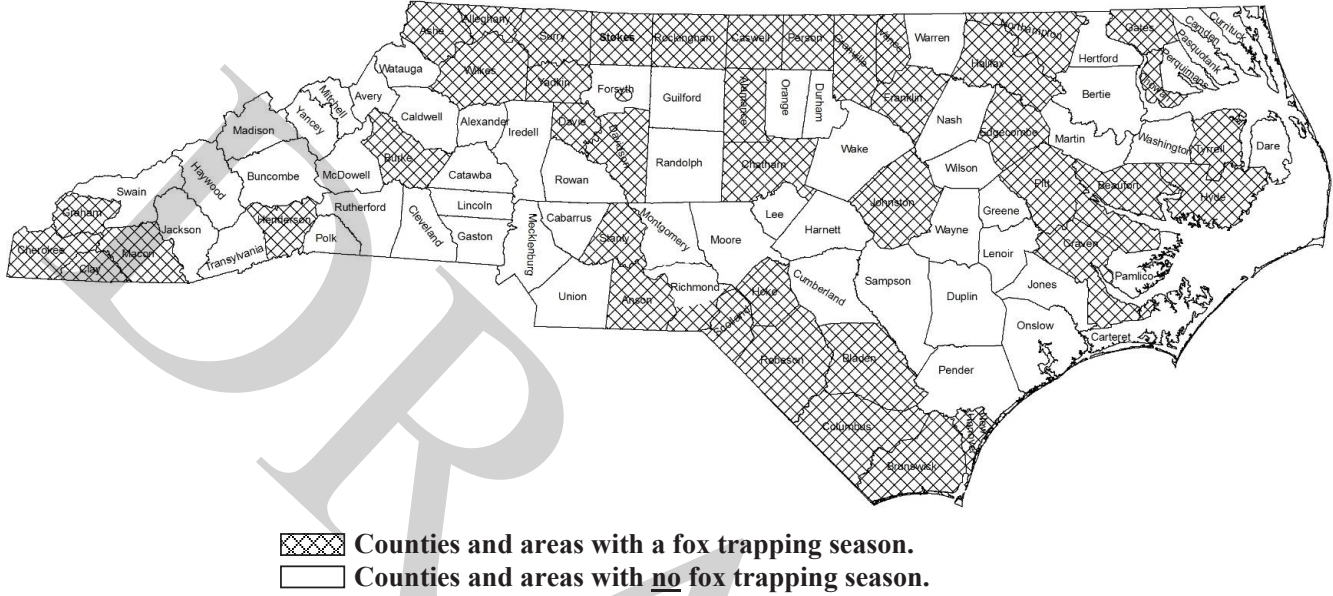 Ashe
Alleghany
Surry
Stokes
Rockingham
Caswell
Person
Granville
Vance
Warren
Northampton
Gates
Camden
Currituck
Pasquotank
Perquimans
Watauga
Wilkes
Yadkin
Forsyth
Guilford
Alamance
Orange
Durham
Franklin
Halifax
Hertford
Chowan
Bertie
Mitchell
Avery
Yancey
Madison
Caldwell
Alexander
Iredell
Davie
Davidson
Randolph
Chatham
Wake
Nash
Edgecombe
Martin
Washington
Tyrrell
Dare
Haywood
Buncombe
McDowell
Burke
Catawba
Rowan
Wilson
Pitt
Beaufort
Hyde
Swain
Graham
Jackson
Henderson
Rutherford
Polk
Cleveland
Lincoln
Gaston
Mecklenburg
Cabarrus
Stanly
Montgomery
Moore
Lee
Harnett
Johnston
Wayne
Greene
Lenoir
Craven
Pamlico
Cherokee
Clay
Macon
Transylvania
Union
Anson
Richmond
Scotland
Hoke
Cumberland
Sampson
Duplin
Jones
Onslow
Carteret
Robeson
Bladen
Pender
Columbus
Brunswick
New
Hanover
Counties and areas with a fox trapping season.
Counties and areas with no fox trapping season.